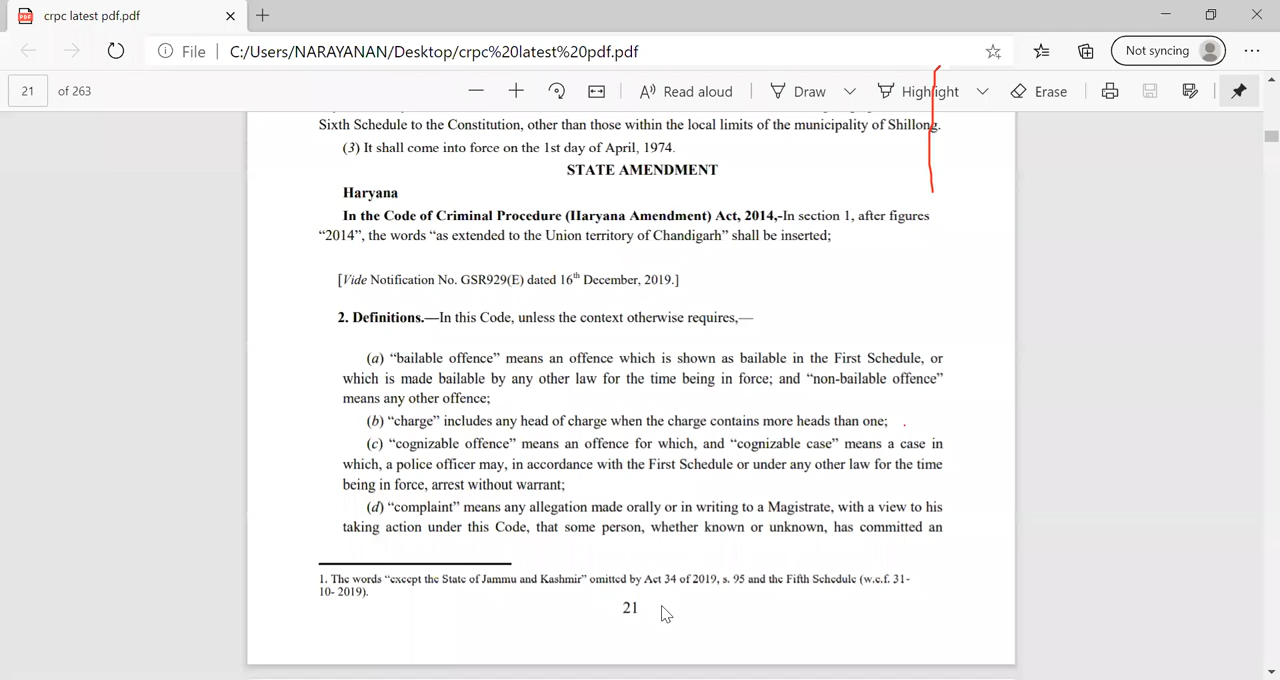 crpc latest pdf.pdf
File
C:/Users/NARAYANAN/Desktop/crpc%20latest%20pdf.pdf
Not syncing
21 of 263
Read aloud
Draw
Highlight
Erase
Sixth Schedule to the Constitution, other than those within the local limits of the municipality of Shillong.
(3) It shall come into force on the 1st day of April, 1974.
STATE AMENDMENT
Haryana
In the Code of Criminal Procedure (Haryana Amendment) Act, 2014,-In section 1, after figures
“2014”, the words “as extended to the Union territory of Chandigarh” shall be inserted;
[Vide Notification No. GSR929(E) dated 16th December, 2019.]
2. Definitions.—In this Code, unless the context otherwise requires,—
(a) “bailable offence” means an offence which is shown as bailable in the First Schedule, or
which is made bailable by any other law for the time being in force; and “non-bailable offence”
means any other offence;
(b) “charge” includes any head of charge when the charge contains more heads than one;
(c) “cognizable offence” means an offence for which, and “cognizable case” means a case in
which, a police officer may, in accordance with the First Schedule or under any other law for the time
being in force, arrest without warrant;
(d) “complaint” means any allegation made orally or in writing to a Magistrate, with a view to his
taking action under this Code, that some person, whether known or unknown, has committed an
1. The words “except the State of Jammu and Kashmir” omitted by Act 34 of 2019, s. 95 and the Fifth Schedule (w.e.f. 31-
10- 2019).
21